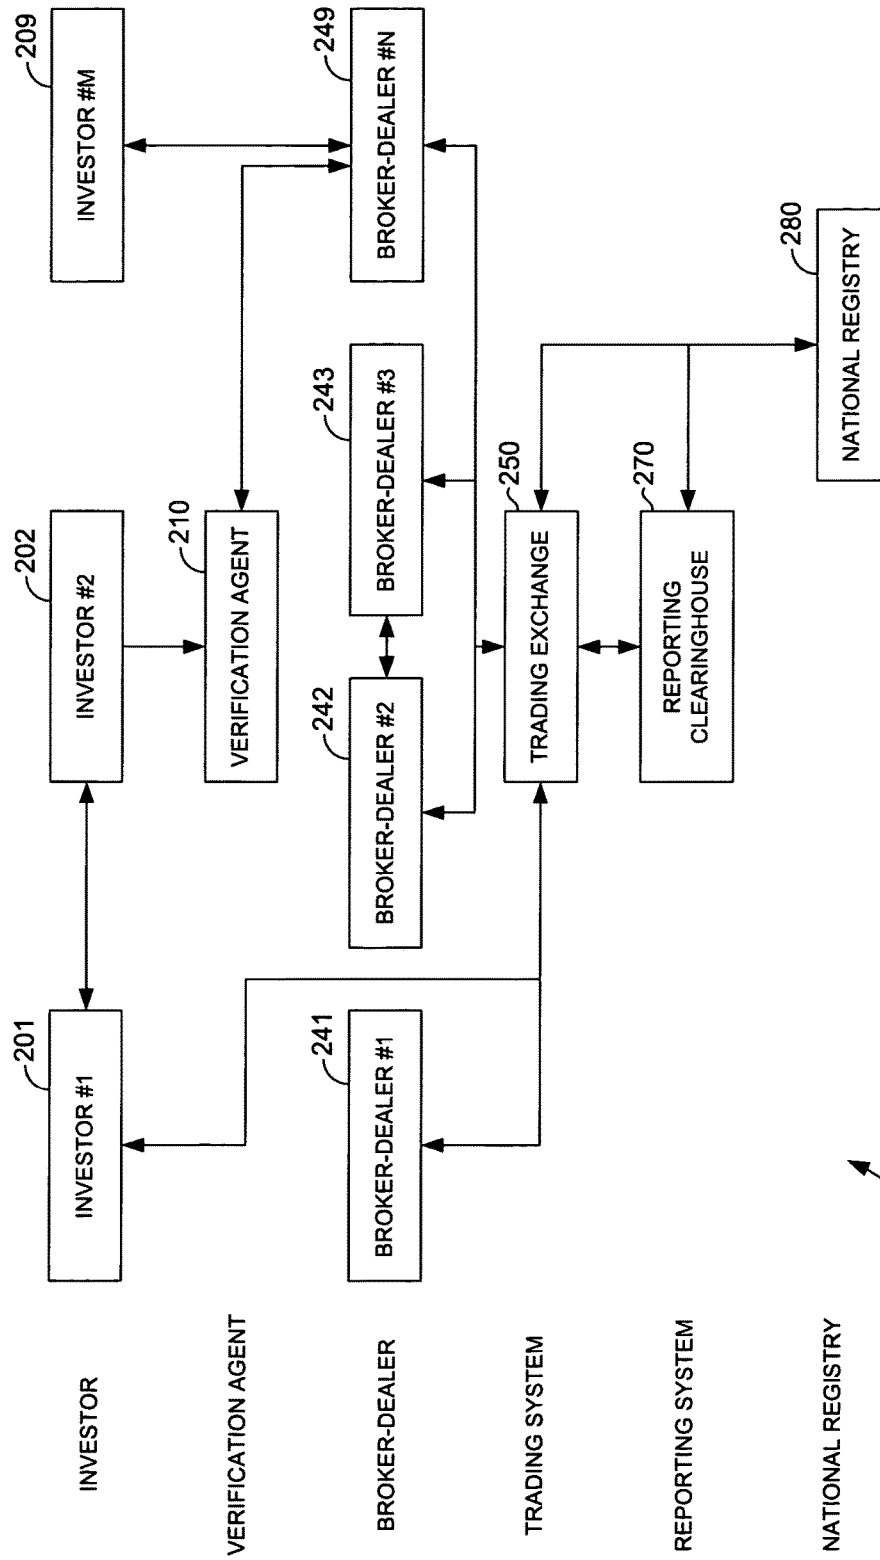 INVESTOR
201
INVESTOR #1
202
INVESTOR #2
209
INVESTOR #M
VERIFICATION AGENT
210
VERIFICATION AGENT
BROKER-DEALER
241
BROKER-DEALER #1
242
BROKER-DEALER #2
243
BROKER-DEALER #3
249
BROKER-DEALER #N
TRADING SYSTEM
250
TRADING EXCHANGE
REPORTING SYSTEM
270
REPORTING
CLEARINGHOUSE
NATIONAL REGISTRY
280
NATIONAL REGISTRY